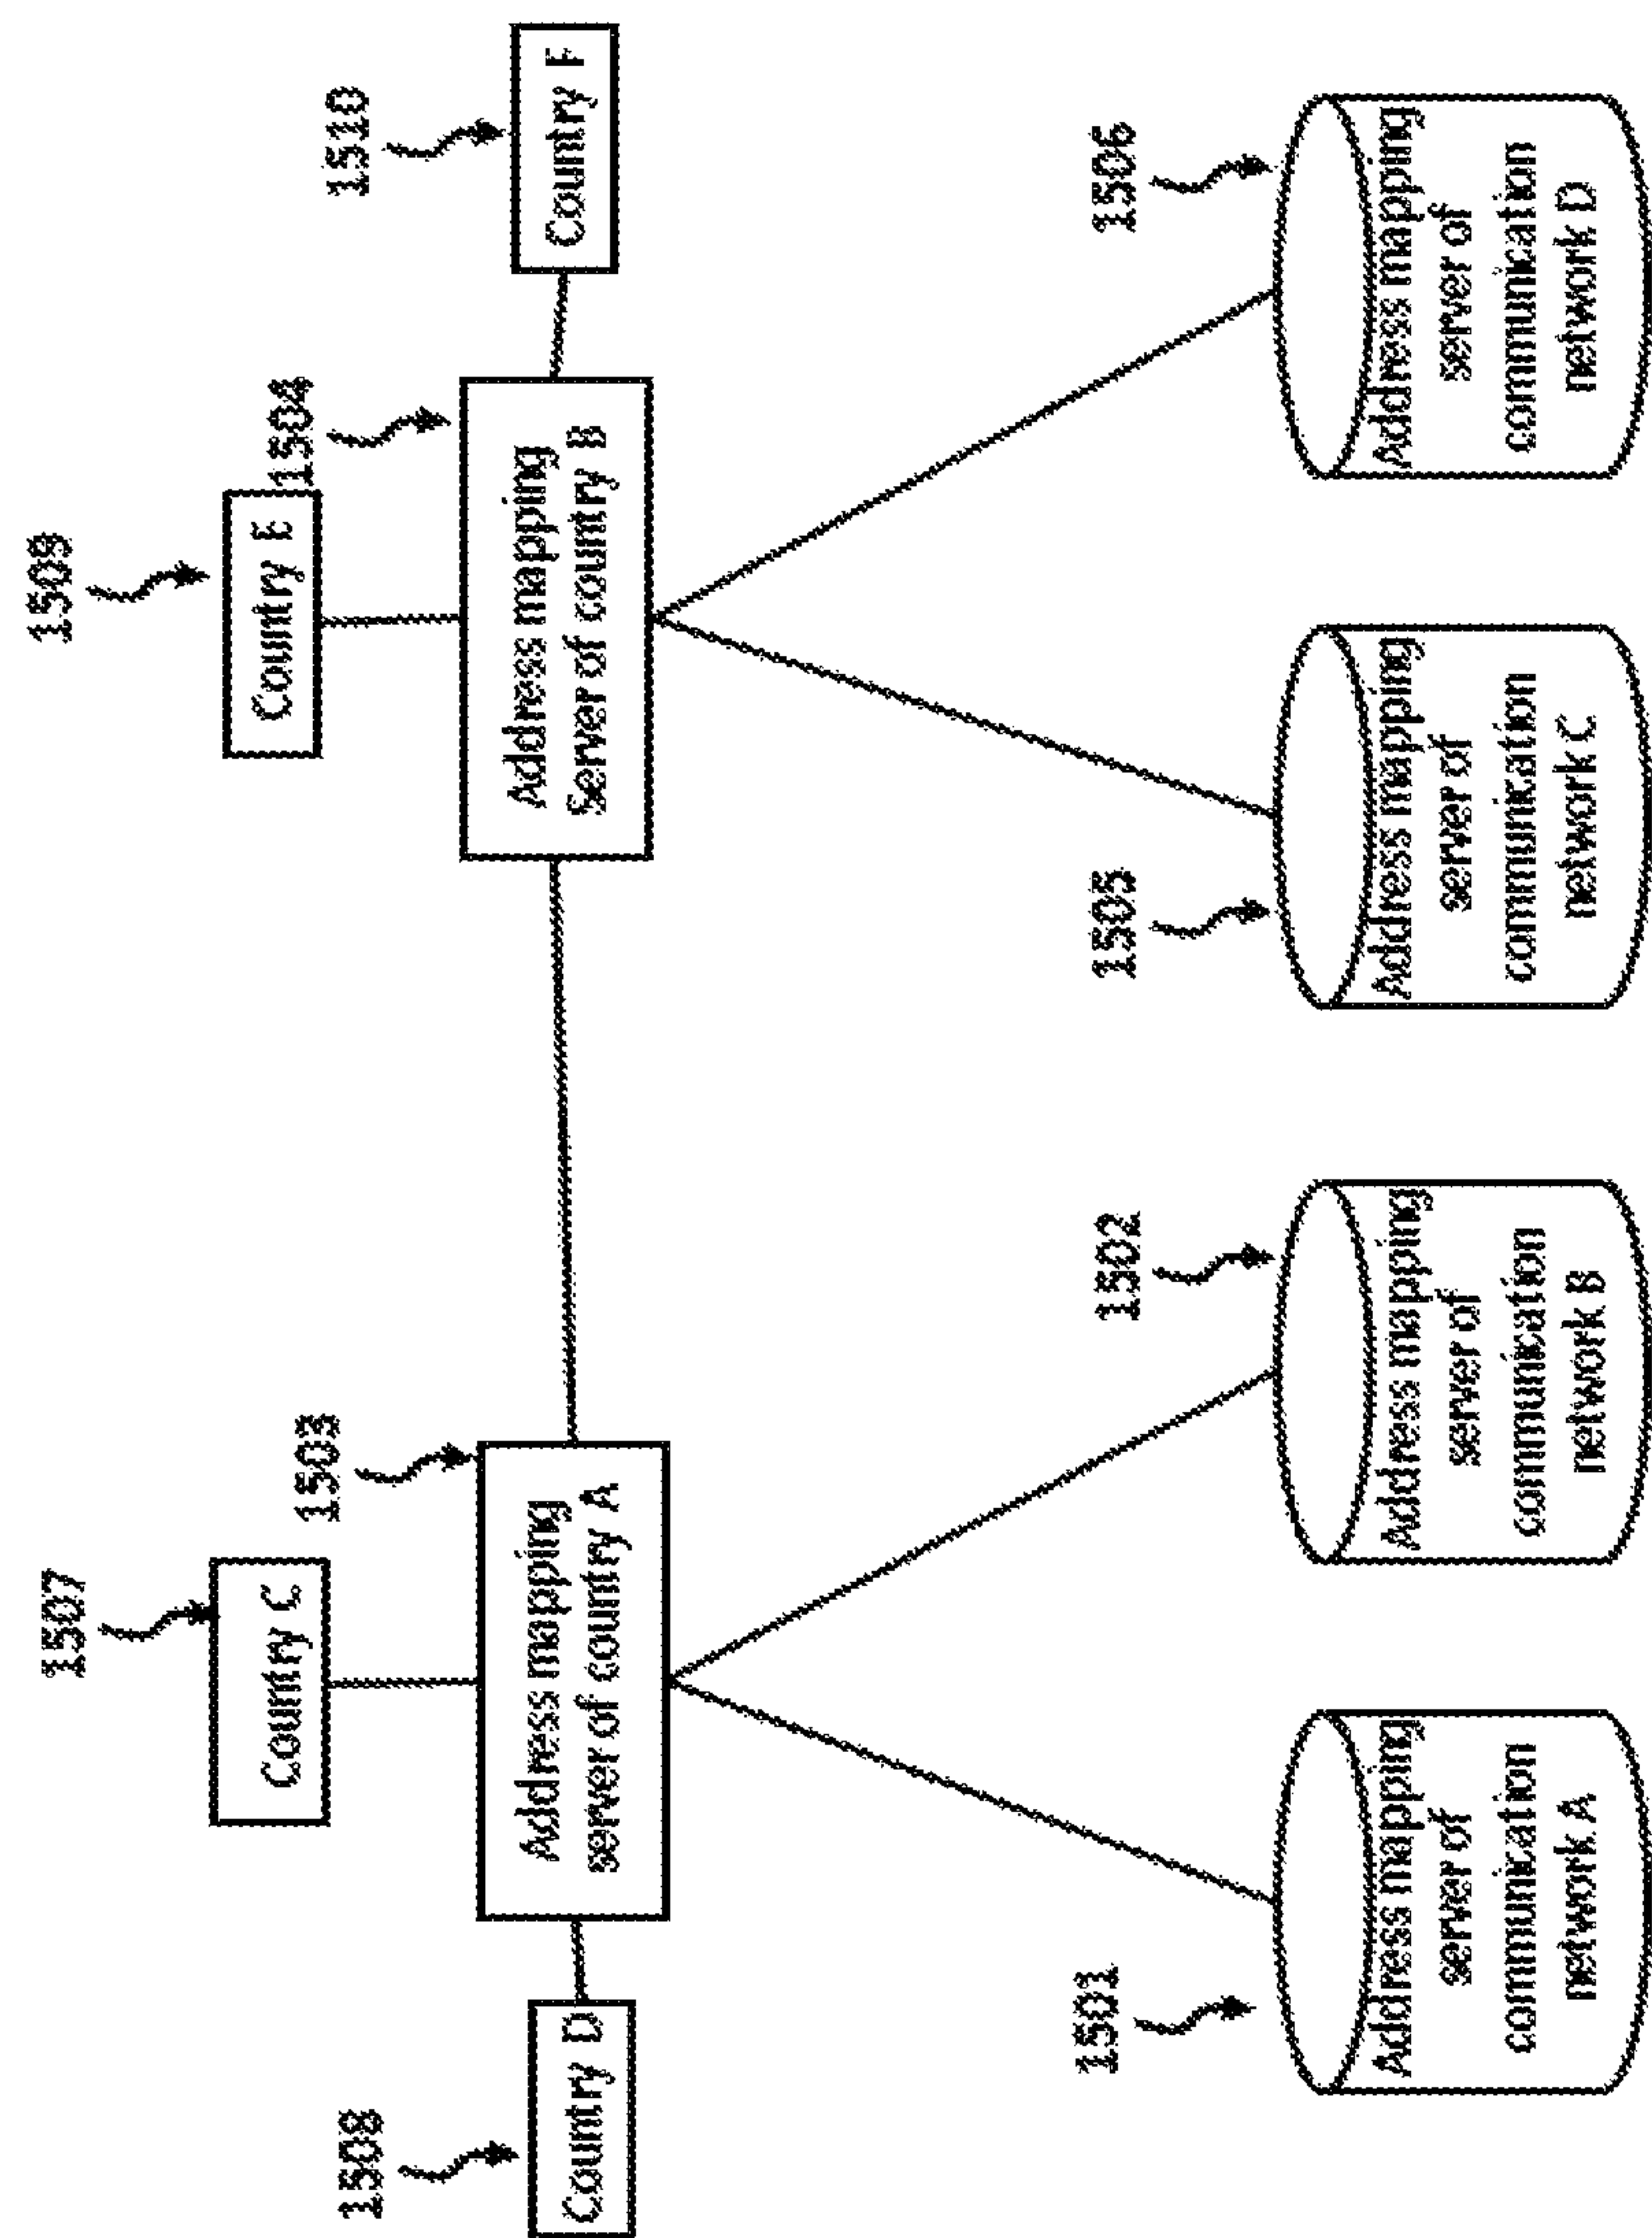 1507
1509
Country C
Country E
1508
1503
1504
1510
Country D
Address mapping
server of country A
Address mapping
Server of country B
Country F
1501
1502
1505
1506
Address mapping
server of
communication
network A
Address mapping
server of
communication
network B
Address mapping
server of
communication
network C
Address mapping
server of
communication
network D